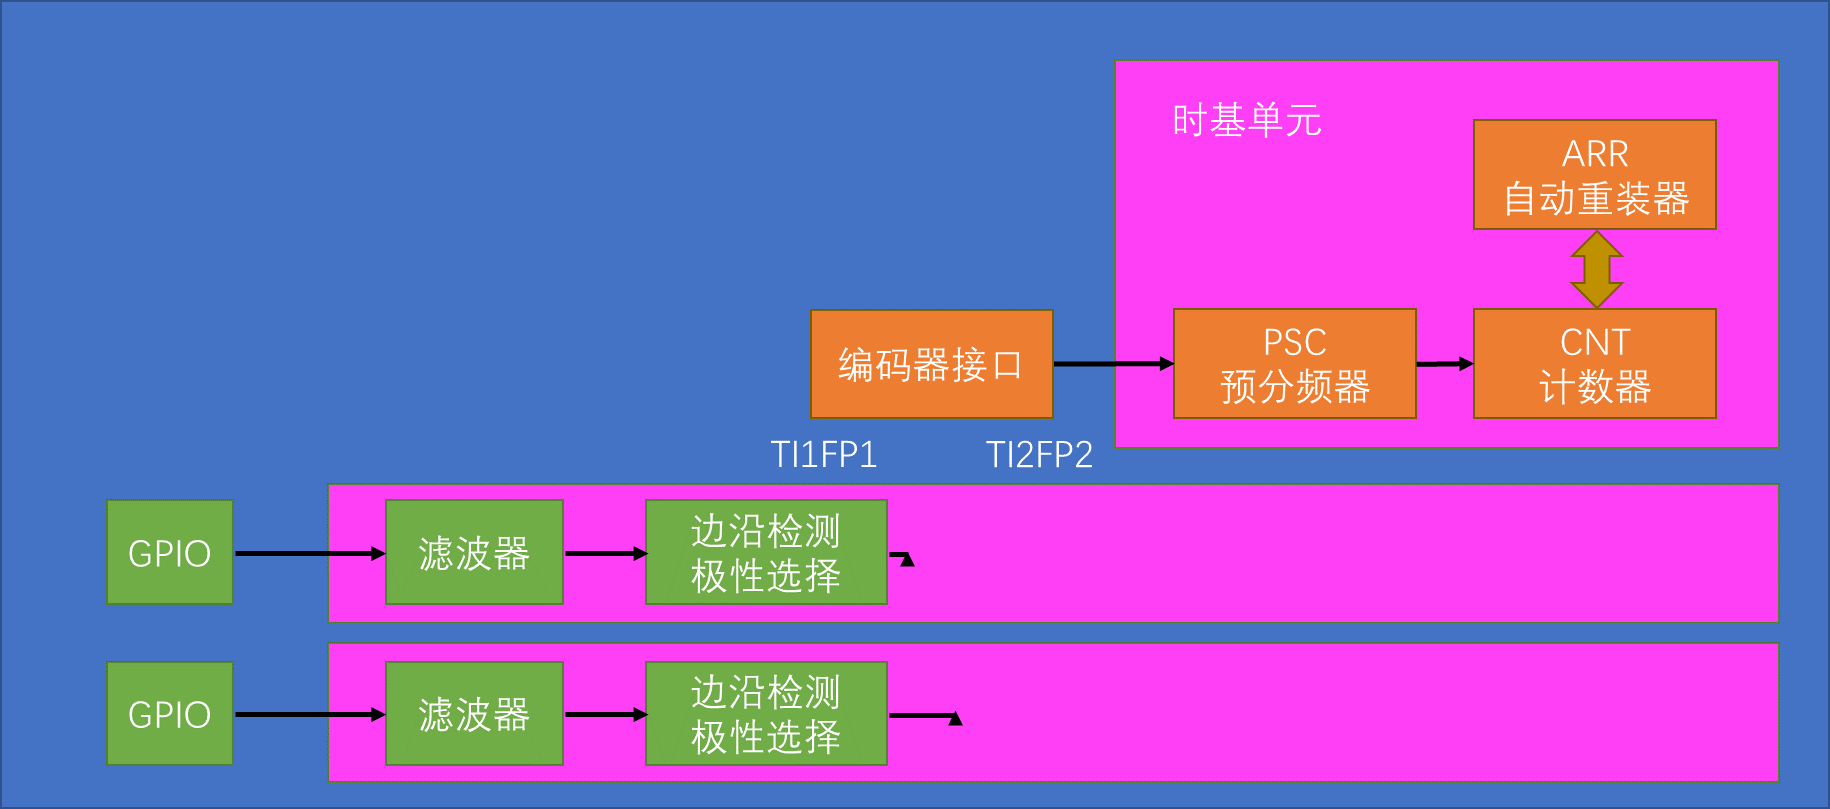 时基单元
ARR
自动重装器
编码器接口
PSC
预分频器
CNT
计数器
TI1FP1
TI2FP2
GPIO
滤波器
边沿检测
极性选择
GPIO
滤波器
边沿检测
极性选择